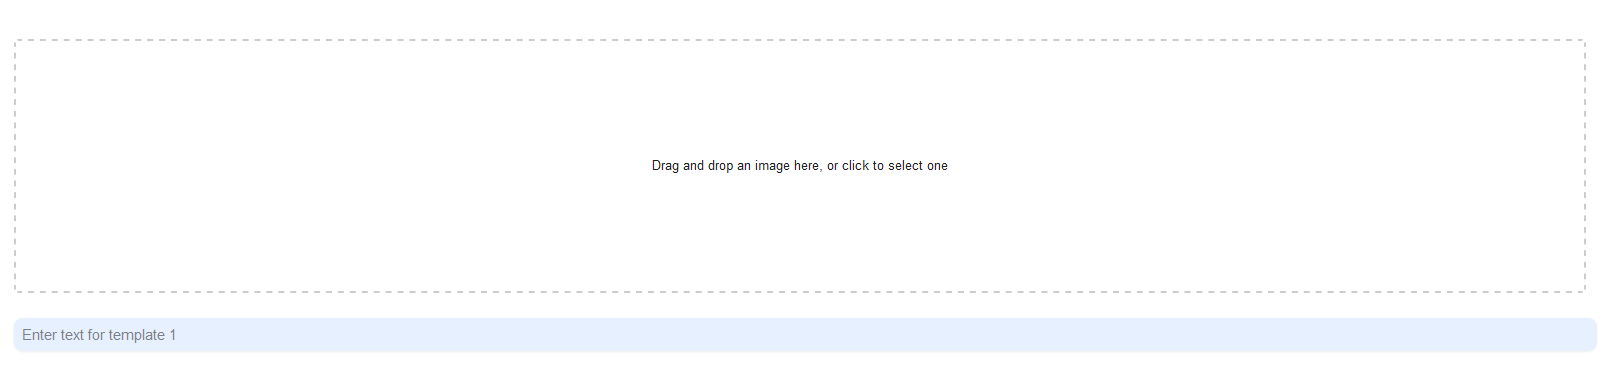 Drag and drop an image here, or click to select one
Enter text for template 1